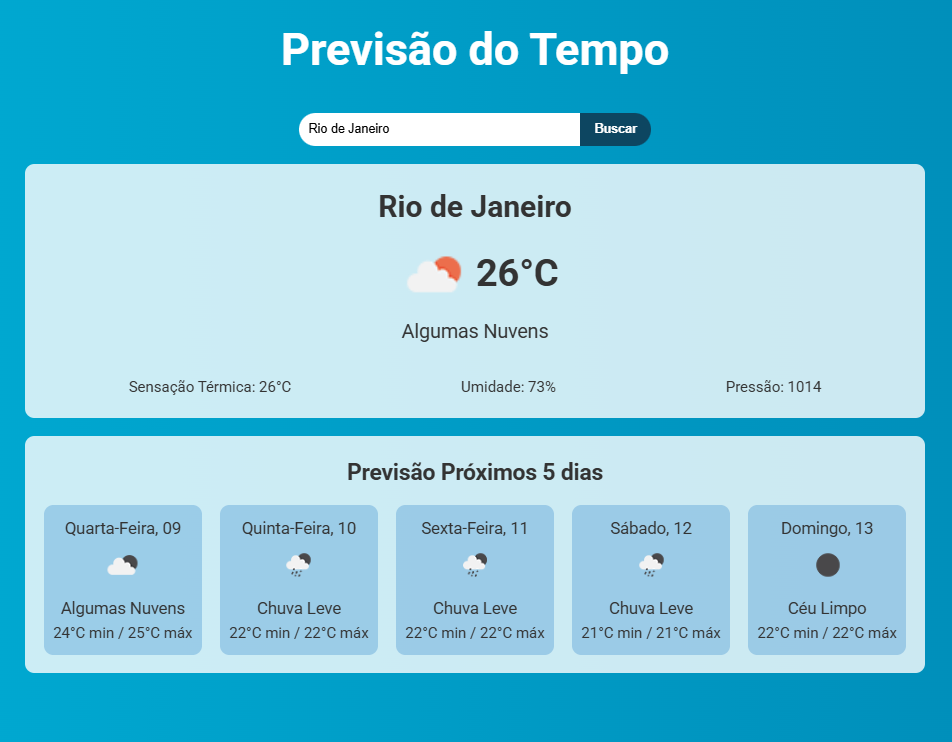 Previsão do Tempo
Rio de Janeiro
Buscar
Rio de Janeiro
26°C
Algumas Nuvens
Sensação Térmica: 26°C
Umidade: 73%
Pressão: 1014
Previsão Próximos 5 dias
Quarta-Feira, 09
Algumas Nuvens
24°C min / 25°C máx
Quinta-Feira, 10
Chuva Leve
22°C min / 22°C máx
Sexta-Feira, 11
Chuva Leve
22°C min / 22°C máx
Sábado, 12
Chuva Leve
21°C min / 21°C máx
Domingo, 13
Céu Limpo
22°C min / 22°C máx